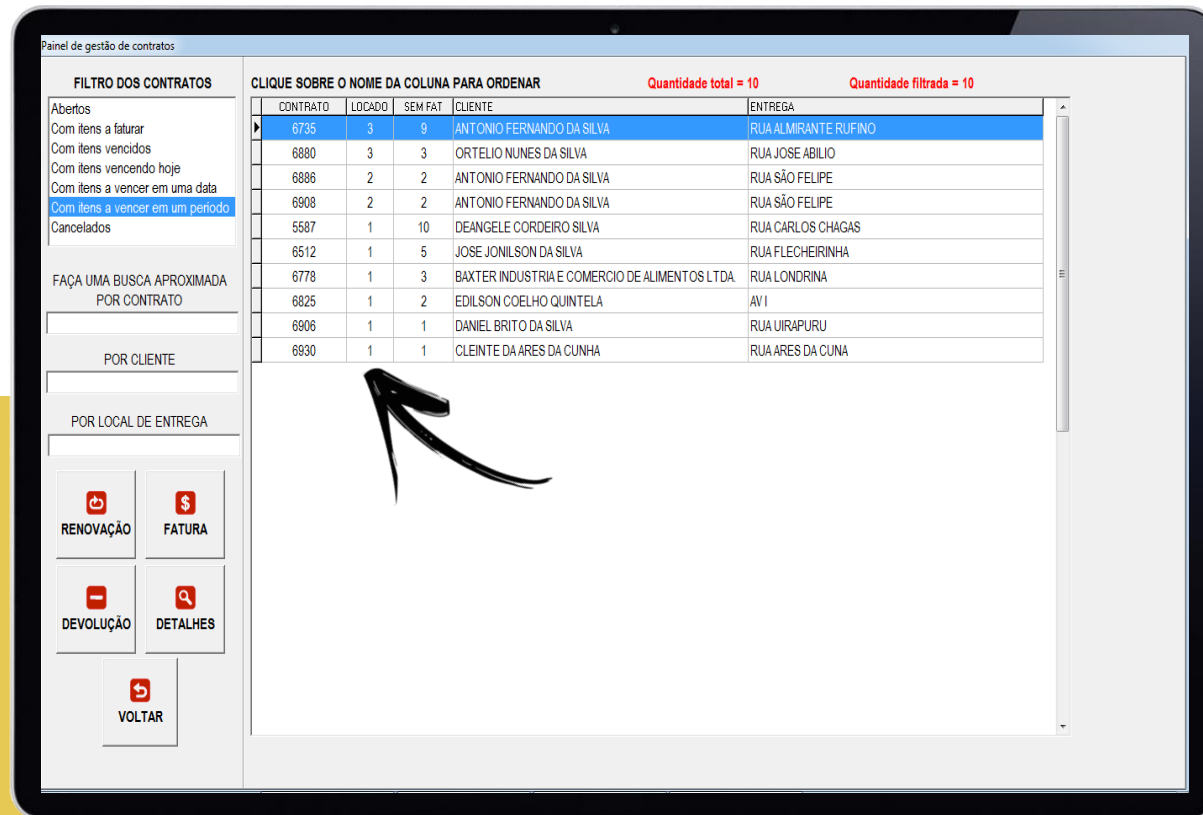 Painel de gestão de contratos
FILTRO DOS CONTRATOS
Abertos
Com itens a faturar
Com itens vencidos
Com itens vencendo hoje
Com itens a vencer em uma data
Com itens a vencer em um periodo
Cancelados
FAÇA UMA BUSCA APROXIMADA
POR CONTRATO
POR CLIENTE
POR LOCAL DE ENTREGA
RENOVAÇÃO
FATURA
DEVOLUÇÃO
DETALHES
VOLTAR
CLIQUE SOBRE O NOME DA COLUNA PARA ORDENAR Quantidade total = 10 Quantidade filtrada = 10
CONTRATO LOCADO SEM FAT CLIENTE ENTREGA
6735 3 9 ANTONIO FERNANDO DA SILVA RUA ALMIRANTE RUFINO
6880 3 3 ORTELIO NUNES DA SILVA RUA JOSE ABILIO
6886 2 2 ANTONIO FERNANDO DA SILVA RUA SÃO FELIPE
6908 2 2 ANTONIO FERNANDO DA SILVA RUA SÃO FELIPE
5587 1 10 DEANGELE CORDEIRO SILVA RUA CARLOS CHAGAS
6512 1 5 JOSE JONILSON DA SILVA RUA FLECHEIRINHA
6778 1 3 BAXTER INDUSTRIA E COMERCIO DE ALIMENTOS LTDA. RUA LONDRINA
6825 1 2 EDILSON COELHO QUINTELA AV I
6906 1 1 DANIEL BRITO DA SILVA RUA UIRAPURU
6930 1 1 CLEINTE DA ARES DA CUNHA RUA ARES DA CUNA